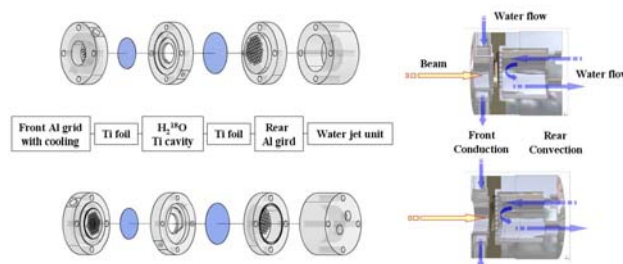 Water flow
Beam
Water flow
Front Al grid
with cooling
Ti foil
H₂¹⁸O
Ti cavity
Ti foil
Rear
Al gird
Water jet unit
Front
Conduction
Rear
Convection